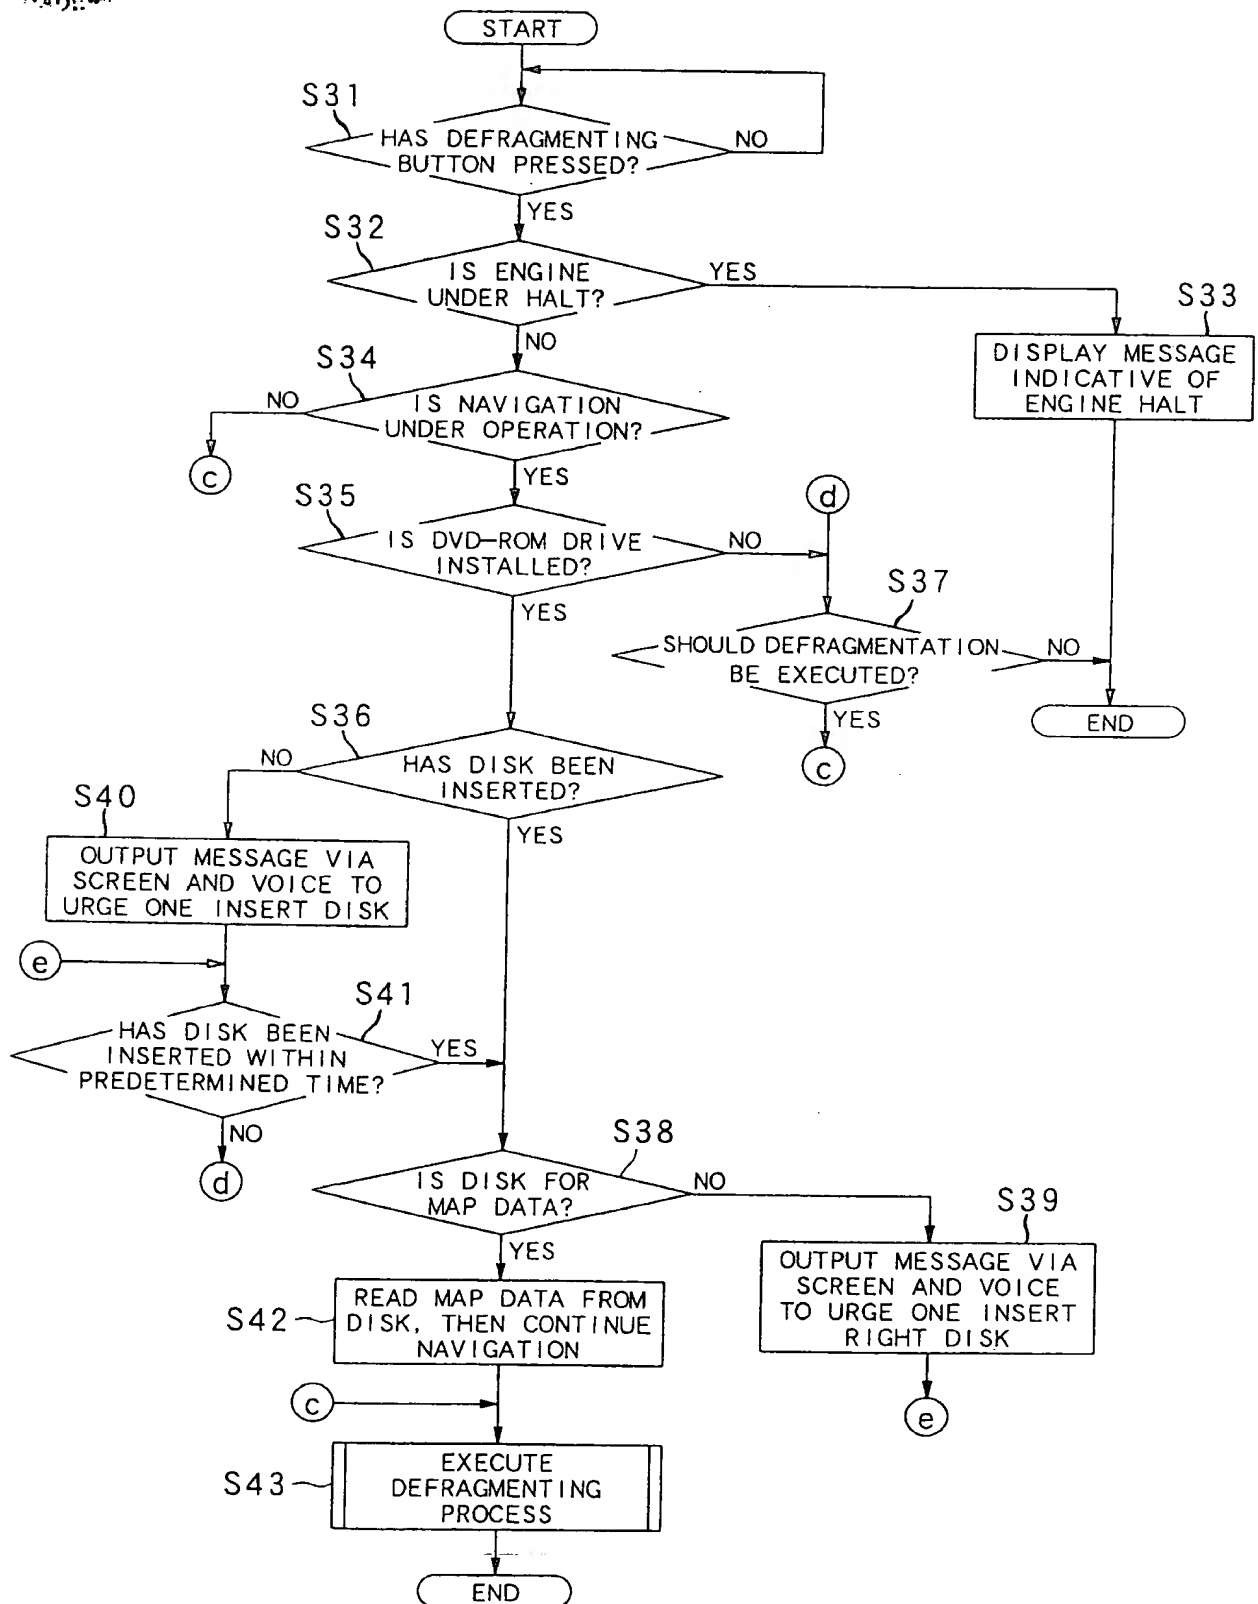 START
S31
HAS DEFRAGMENTING
BUTTON PRESSED?
NO
YES
S32
IS ENGINE
UNDER HALT?
YES
NO
S33
DISPLAY MESSAGE
INDICATIVE OF
ENGINE HALT
S34
IS NAVIGATION
UNDER OPERATION?
NO
c
YES
S35
IS DVD-ROM DRIVE
INSTALLED?
NO
YES
d
S37
SHOULD DEFRAGMENTATION
BE EXECUTED?
NO
YES
c
END
S36
HAS DISK BEEN
INSERTED?
NO
YES
S40
OUTPUT MESSAGE VIA
SCREEN AND VOICE TO
URGE ONE INSERT DISK
e
S41
HAS DISK BEEN
INSERTED WITHIN
PREDETERMINED TIME?
YES
NO
d
S38
IS DISK FOR
MAP DATA?
NO
YES
S39
OUTPUT MESSAGE VIA
SCREEN AND VOICE
TO URGE ONE INSERT
RIGHT DISK
e
S42
READ MAP DATA FROM
DISK, THEN CONTINUE
NAVIGATION
c
S43
EXECUTE
DEFRAGMENTING
PROCESS
END